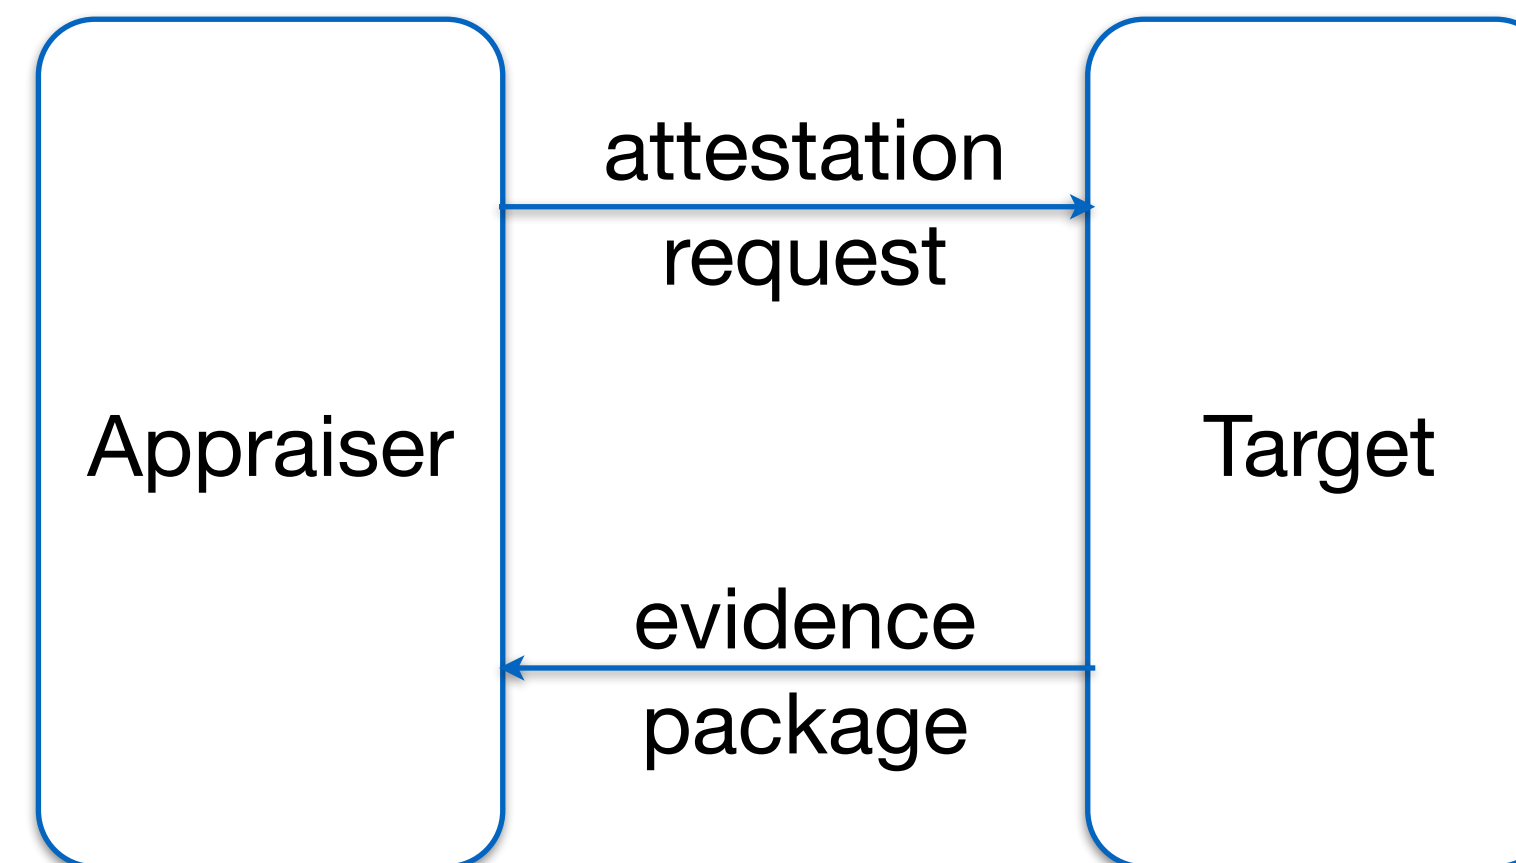 attestation
request
Appraiser
Target
evidence
package